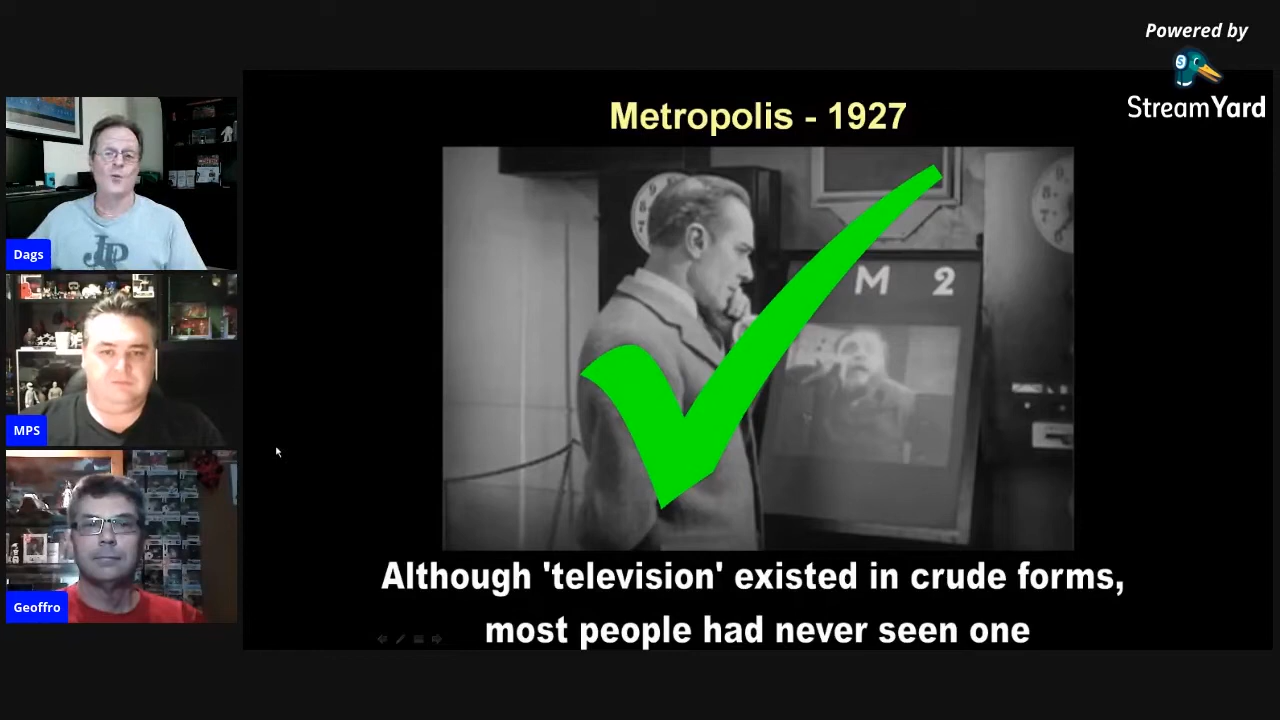 Powered by
StreamYard
Metropolis - 1927
M 2
Although 'television' existed in crude forms,
most people had never seen one
Dags
MPS
Geoffro